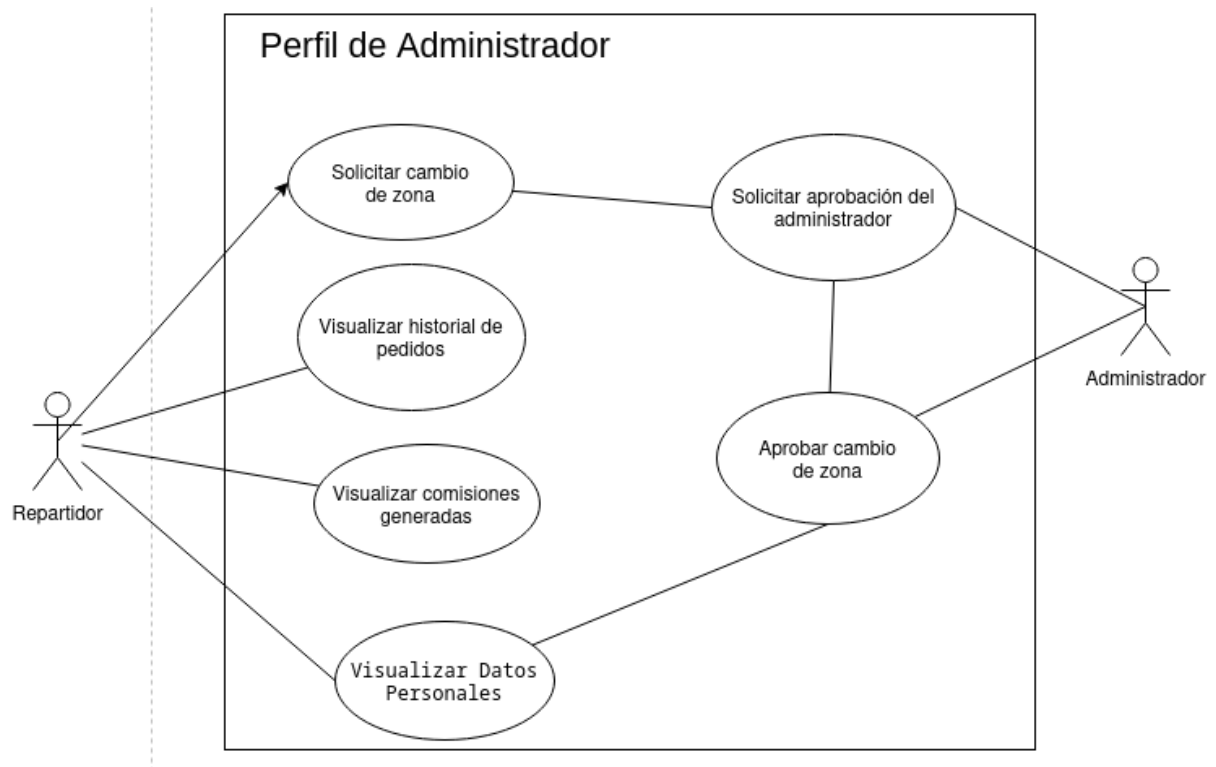 Perfil de Administrador
Solicitar cambio
de zona
Solicitar aprobación del
administrador
Visualizar historial de
pedidos
Administrador
Repartidor
Aprobar cambio
de zona
Visualizar comisiones
generadas
Visualizar Datos
Personales